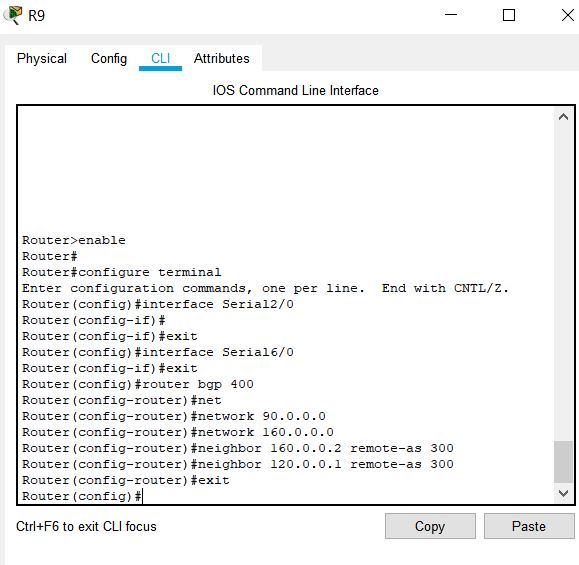 R9
Physical Config CLI Attributes
IOS Command Line Interface
Router>enable
Router#
Router#configure terminal
Enter configuration commands, one per line.  End with CNTL/Z.
Router(config)#interface Serial2/0
Router(config-if)#
Router(config-if)#exit
Router(config)#interface Serial6/0
Router(config-if)#exit
Router(config)#router bgp 400
Router(config-router)#net
Router(config-router)#network 90.0.0.0
Router(config-router)#network 160.0.0.0
Router(config-router)#neighbor 160.0.0.2 remote-as 300
Router(config-router)#neighbor 120.0.0.1 remote-as 300
Router(config-router)#exit
Router(config)#
Ctrl+F6 to exit CLI focus
Copy Paste